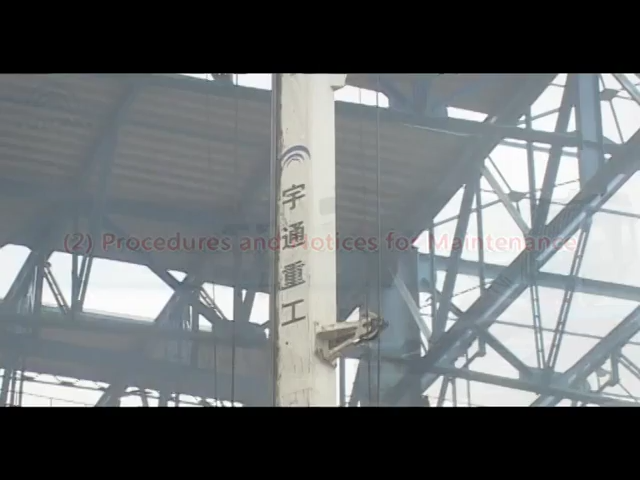 宇通重工
(2) Procedures and Notices for Maintenance